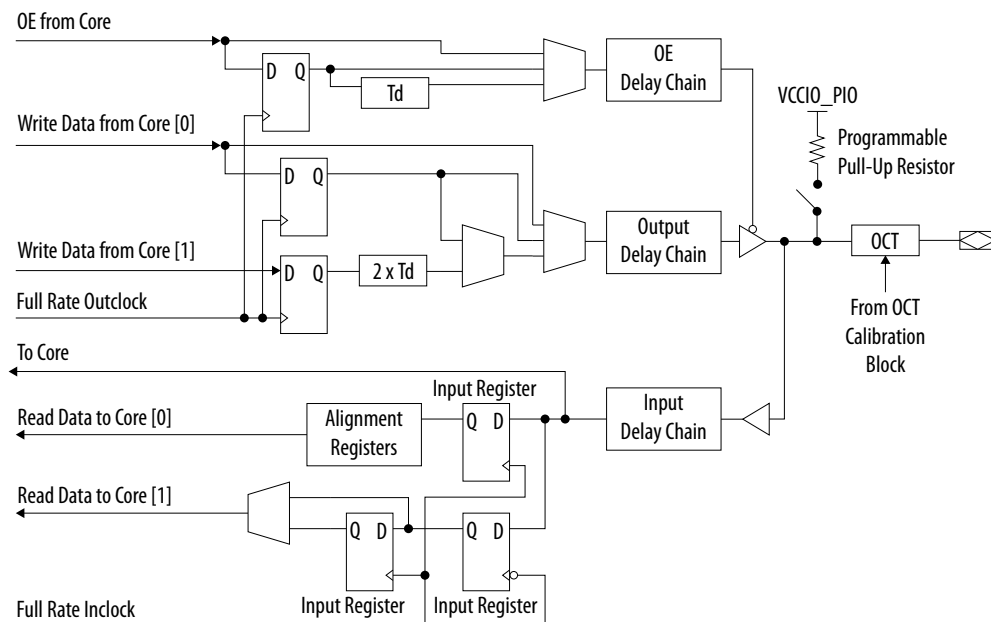 OE from Core
D Q
Td
OE
Delay Chain
VCCIO_PIO
Programmable
Pull-Up Resistor
Write Data from Core [0]
D Q
Write Data from Core [1]
D Q
2 x Td
Output
Delay Chain
OCT
Full Rate Outclock
From OCT
Calibration
Block
To Core
Input Register
Read Data to Core [0]
Alignment
Registers
Q D
Input
Delay Chain
Read Data to Core [1]
Q D
Q D
Input Register
Input Register
Full Rate Inclock